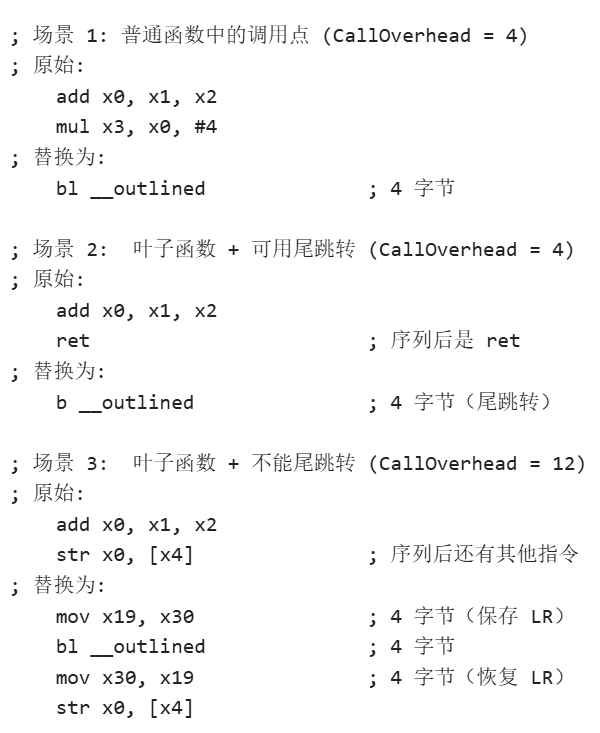 ; 场景 1: 普通函数中的调用点 (CallOverhead = 4)
; 原始:
    add x0, x1, x2
    mul x3, x0, #4
; 替换为:
    bl __outlined              ; 4 字节

; 场景 2:  叶子函数 + 可用尾跳转 (CallOverhead = 4)
; 原始:
    add x0, x1, x2
    ret                        ; 序列后是 ret
; 替换为:
    b __outlined               ; 4 字节（尾跳转）

; 场景 3:  叶子函数 + 不能尾跳转 (CallOverhead = 12)
; 原始:
    add x0, x1, x2
    str x0, [x4]               ; 序列后还有其他指令
; 替换为:
    mov x19, x30               ; 4 字节（保存 LR）
    bl __outlined              ; 4 字节
    mov x30, x19               ; 4 字节（恢复 LR）
    str x0, [x4]